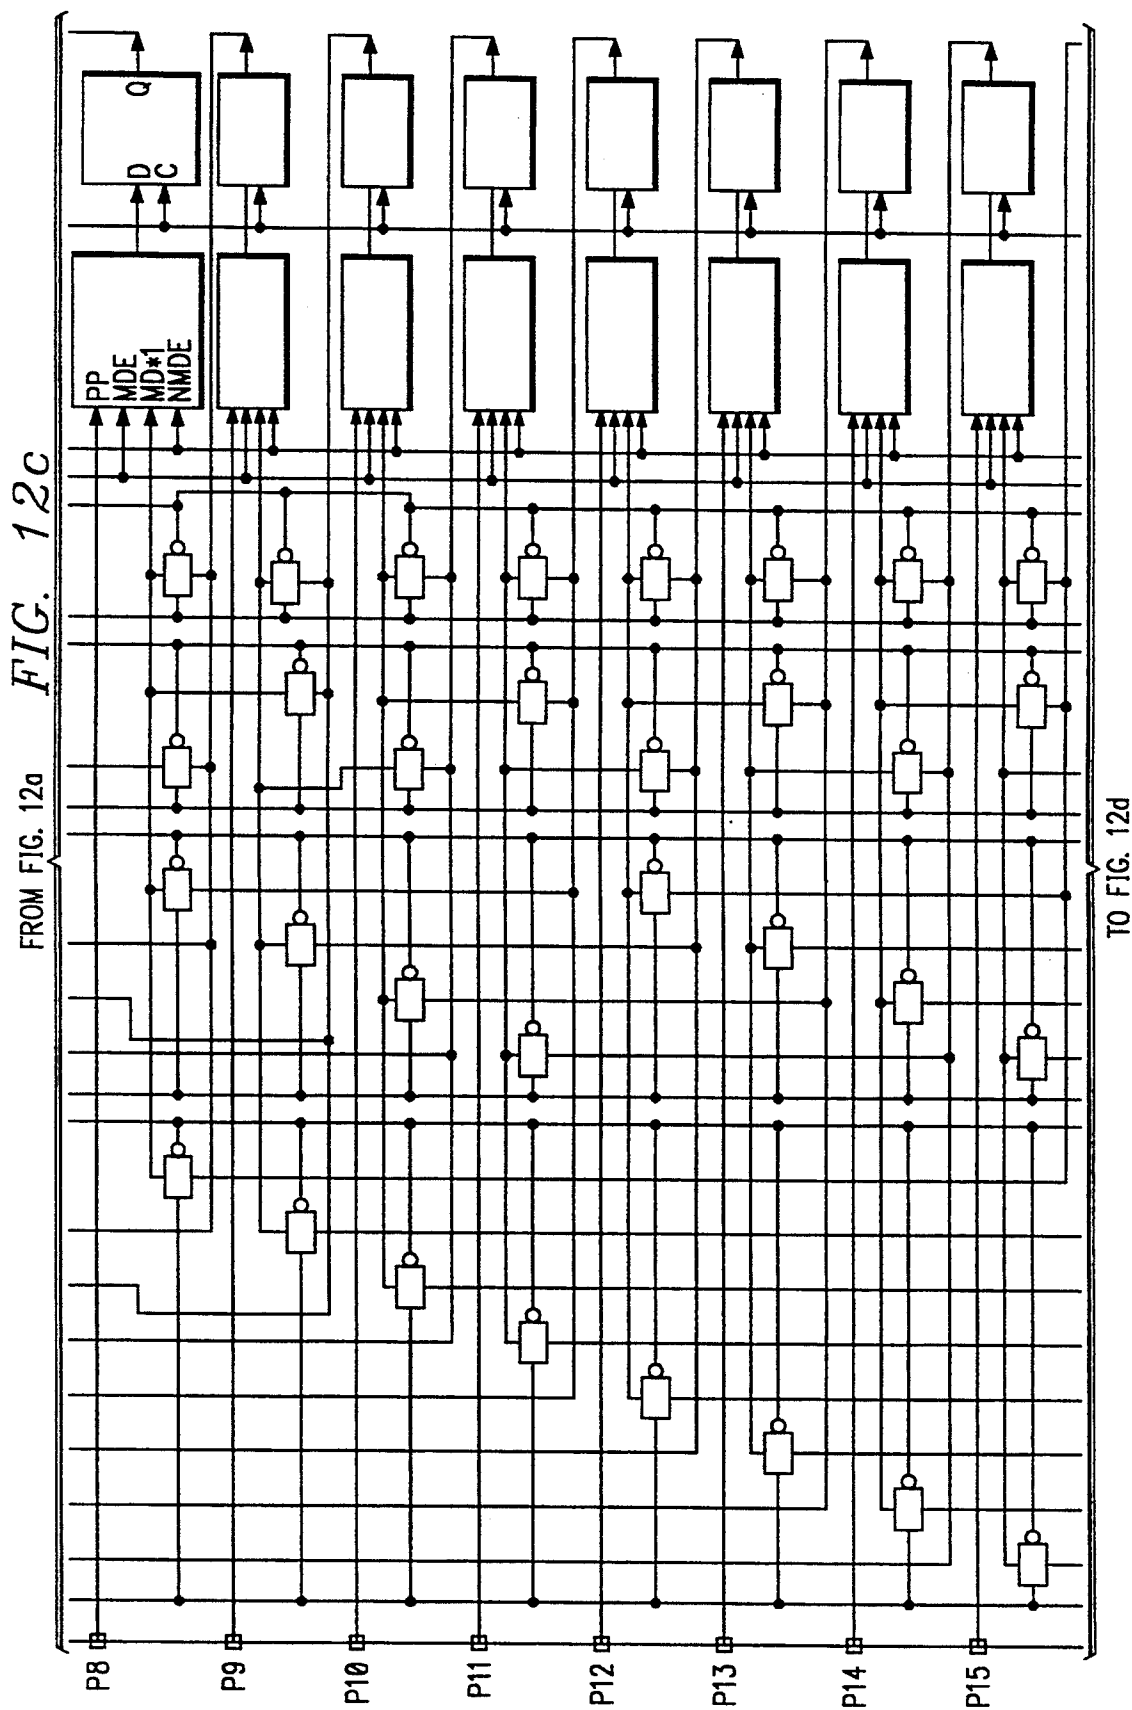 FIG. 12c
FROM FIG. 12a
PP
MDE
MD*1
NMDE
D
C
Q
P8
P9
P10
P11
P12
P13
P14
P15
TO FIG. 12d